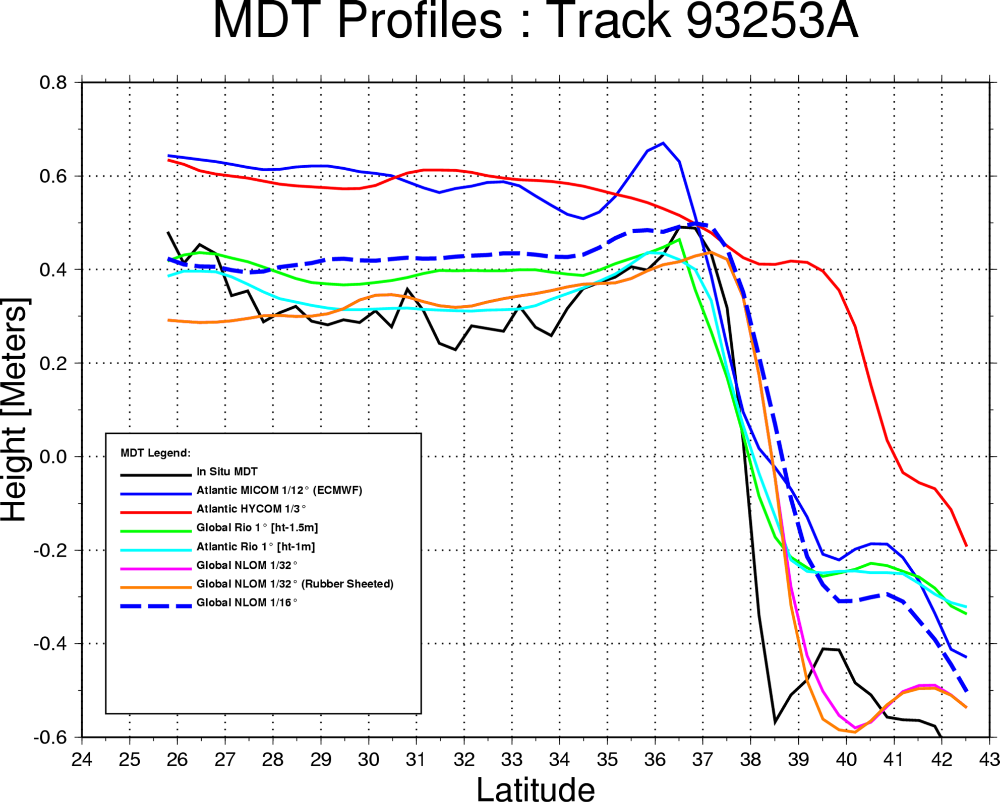 MDT Profiles : Track 93253A
0.8
0.6
0.4
0.2
0.0
-0.2
-0.4
-0.6
Height [Meters]
MDT Legend:
In Situ MDT
Atlantic MICOM 1/12° (ECMWF)
Atlantic HYCOM 1/3°
Global Rio 1° [ht-1.5m]
Atlantic Rio 1° [ht-1m]
Global NLOM 1/32°
Global NLOM 1/32° (Rubber Sheeted)
Global NLOM 1/16°
24 25 26 27 28 29 30 31 32 33 34 35 36 37 38 39 40 41 42 43
Latitude